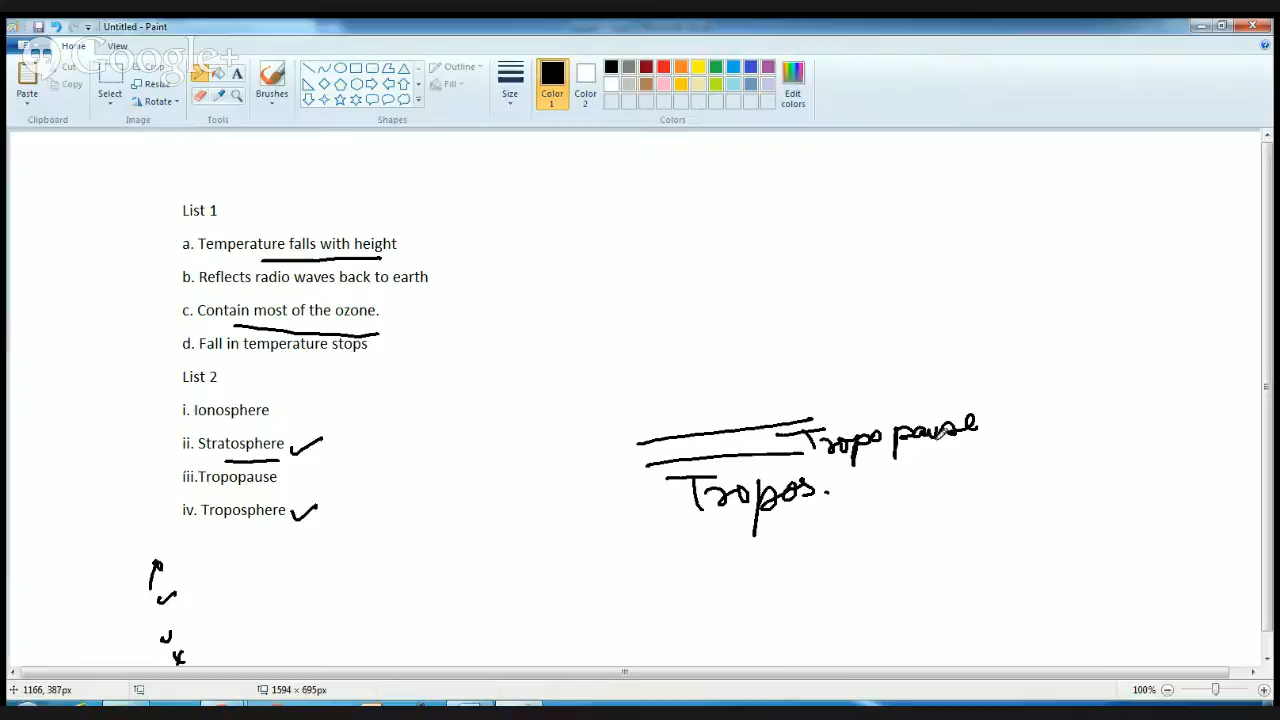 Untitled - Paint
Google+
Home View
Paste
Cut
Copy
Clipboard
Select
Resize
Rotate
Image
Tools
Brushes
Outline
Fill
Shapes
Size
Color 1
Color 2
Edit colors
Colors
List 1
a. Temperature falls with height
b. Reflects radio waves back to earth
c. Contain most of the ozone.
d. Fall in temperature stops
List 2
i. Ionosphere
ii. Stratosphere
iii.Tropopause
iv. Troposphere
Tropopause
Tropos.
1166, 387px
1594 × 695px
100%